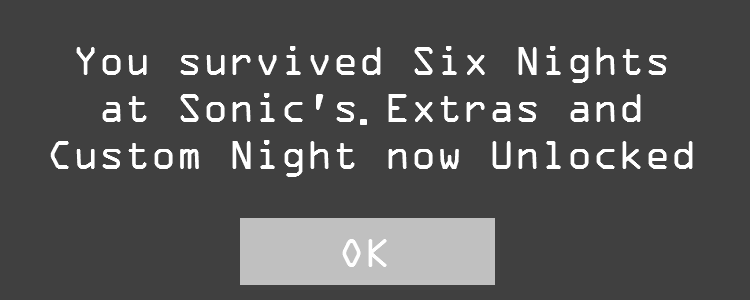 You survived Six Nights
at Sonic's. Extras and
Custom Night now Unlocked
OK